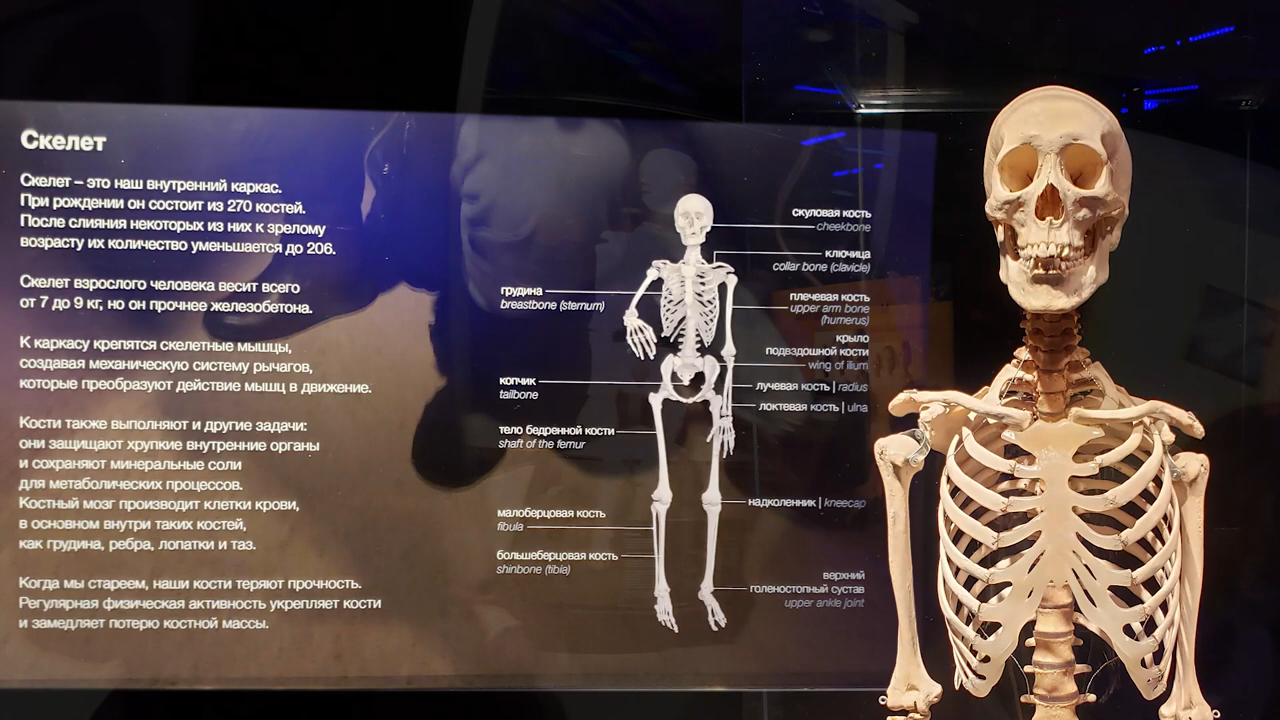 Скелет
Скелет – это наш внутренний каркас.
При рождении он состоит из 270 костей.
После слияния некоторых из них к зрелому
возрасту их количество уменьшается до 206.
Скелет взрослого человека весит всего
от 7 до 9 кг, но он прочнее железобетона.
К каркасу крепятся скелетные мышцы,
создавая механическую систему рычагов,
которые преобразуют действие мышц в движение.
Кости также выполняют и другие задачи:
они защищают хрупкие внутренние органы
и сохраняют минеральные соли
для метаболических процессов.
Костный мозг производит клетки крови,
в основном внутри таких костей,
как грудина, ребра, лопатки и таз.
Когда мы стареем, наши кости теряют прочность.
Регулярная физическая активность укрепляет кости
и замедляет потерю костной массы.
грудина
breastbone (sternum)
копчик
tailbone
тело бедренной кости
shaft of the femur
малоберцовая кость
fibula
большеберцовая кость
shinbone (tibia)
скуловая кость
cheekbone
ключица
collar bone (clavicle)
плечевая кость
upper arm bone
(humerus)
крыло
подвздошной кости
wing of ilium
лучевая кость | radius
локтевая кость | ulna
надколенник | kneecap
верхний
голеностопный сустав
upper ankle joint